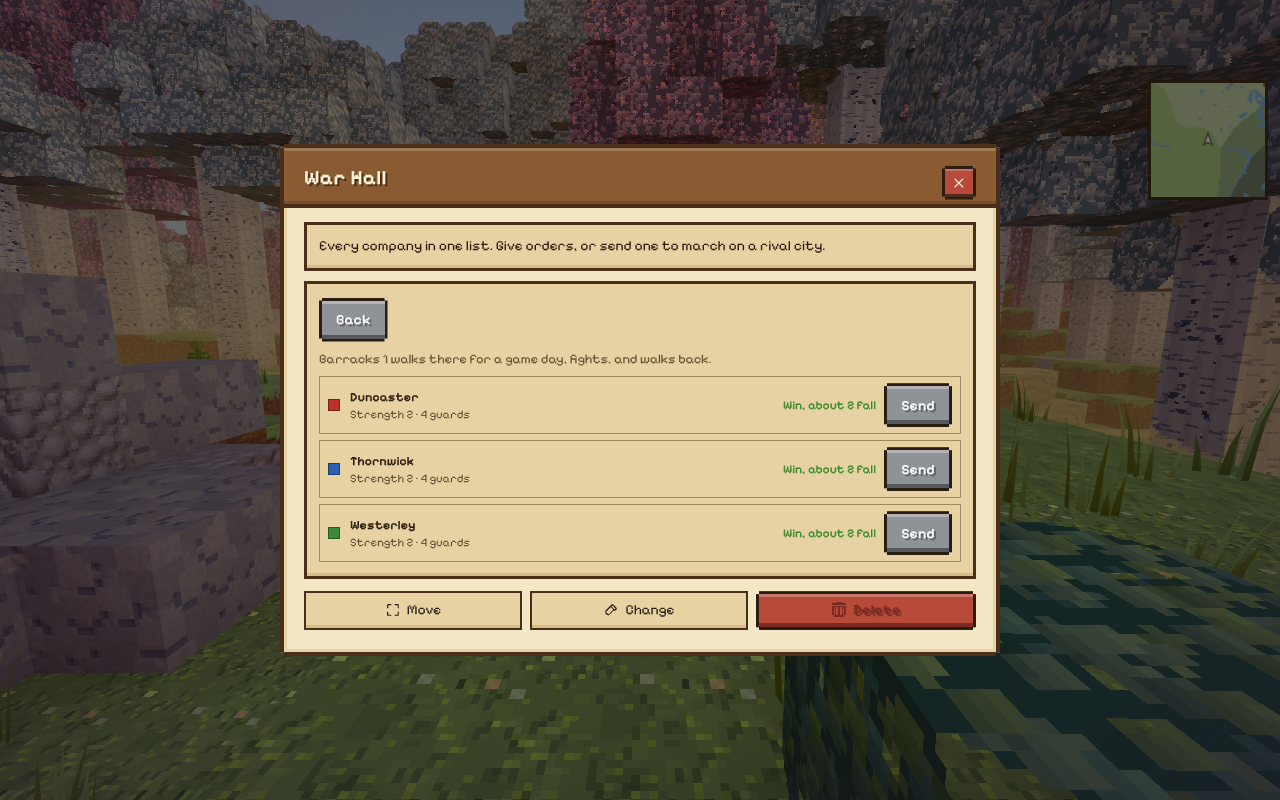 War Hall
Every company in one list. Give orders, or send one to march on a rival city.
Back
Barracks 1 walks there for a game day, fights, and walks back.
Duncaster
Strength 2 · 4 guards
Win, about 2 fall
Send
Thornwick
Strength 2 · 4 guards
Win, about 2 fall
Send
Westerley
Strength 2 · 4 guards
Win, about 2 fall
Send
Move
Change
Delete